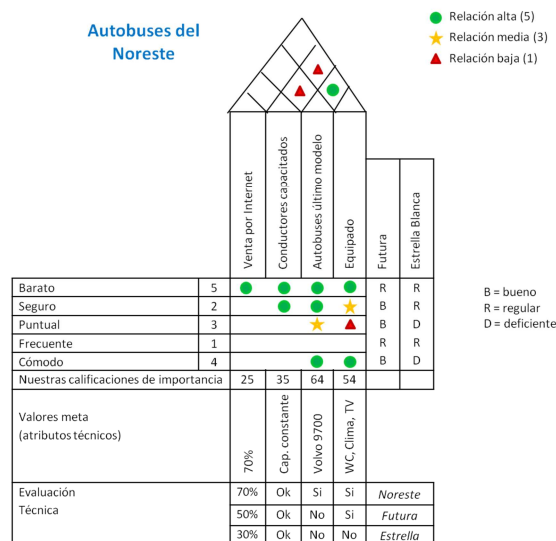 Autobuses del
Noreste
Relación alta (5)
Relación media (3)
Relación baja (1)
Venta por Internet
Conductores capacitados
Autobuses último modelo
Equipado
Futura
Estrella Blanca
Barato 5 R R
Seguro 2 B R
Puntual 3 B D
Frecuente 1 R R
Cómodo 4 B D
B = bueno
R = regular
D = deficiente
Nuestras calificaciones de importancia 25 35 64 54
Valores meta
(atributos técnicos)
70%
Cap. constante
Volvo 9700
WC, Clima, TV
Evaluación 70% Ok Si Si Noreste
Técnica 50% Ok No Si Futura
30% Ok No No Estrella